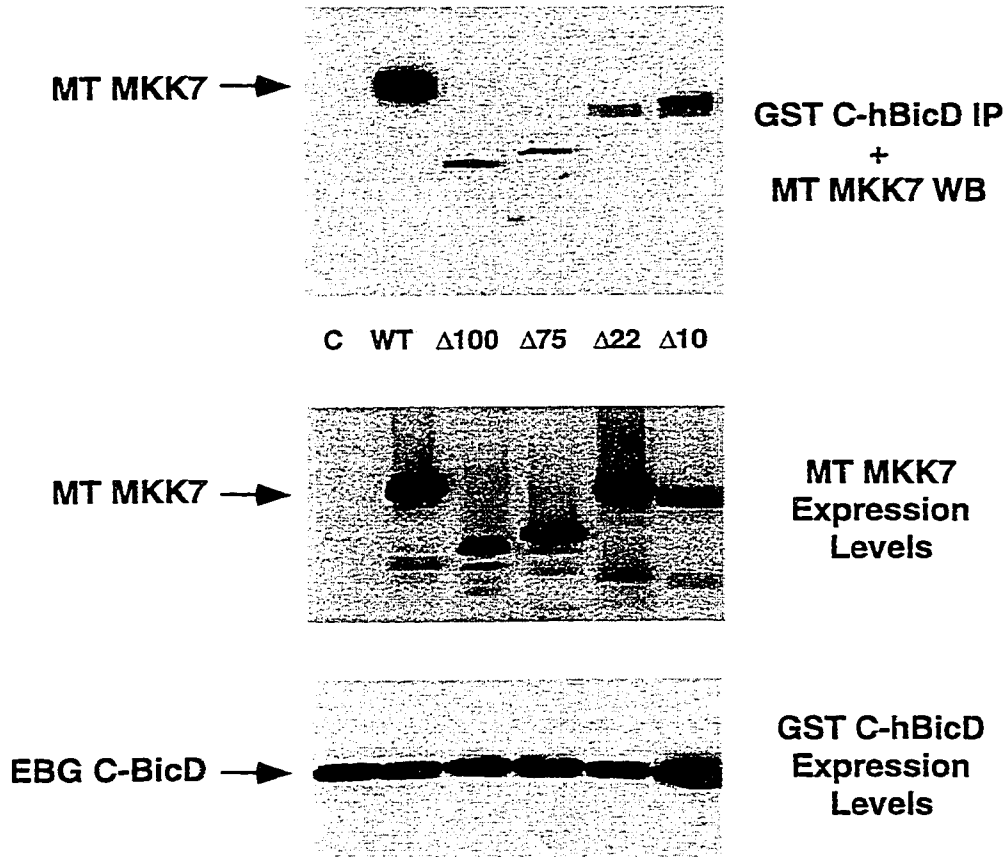 MT MKK7
GST C-hBicD IP
+
MT MKK7 WB
C WT Δ100 Δ75 Δ22 Δ10
MT MKK7
MT MKK7
Expression
Levels
EBG C-BicD
GST C-hBicD
Expression
Levels